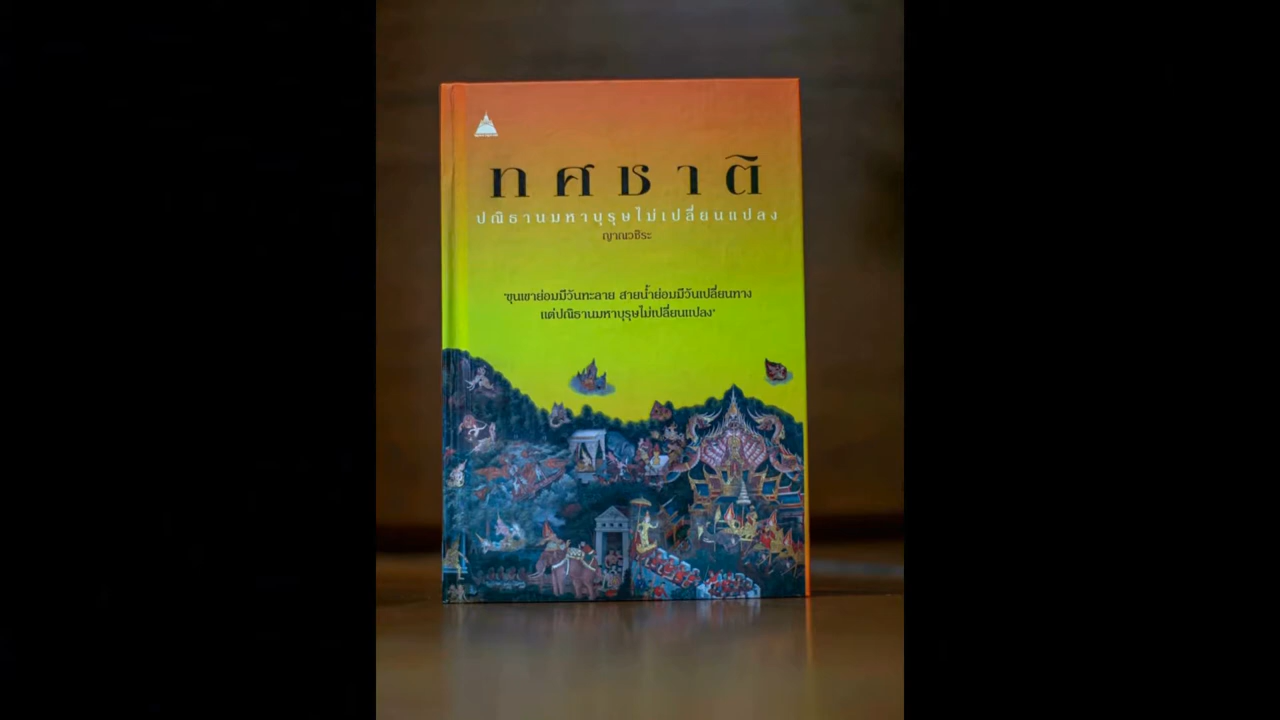 ทศชาติ
ปณิธานมหาบุรุษไม่เปลี่ยนแปลง
ญาณวชิระ
"ขุนเขาย่อมมีวันทะลาย สายน้ำย่อมมีวันเปลี่ยนทาง
แต่ปณิธานมหาบุรุษไม่เปลี่ยนแปลง"